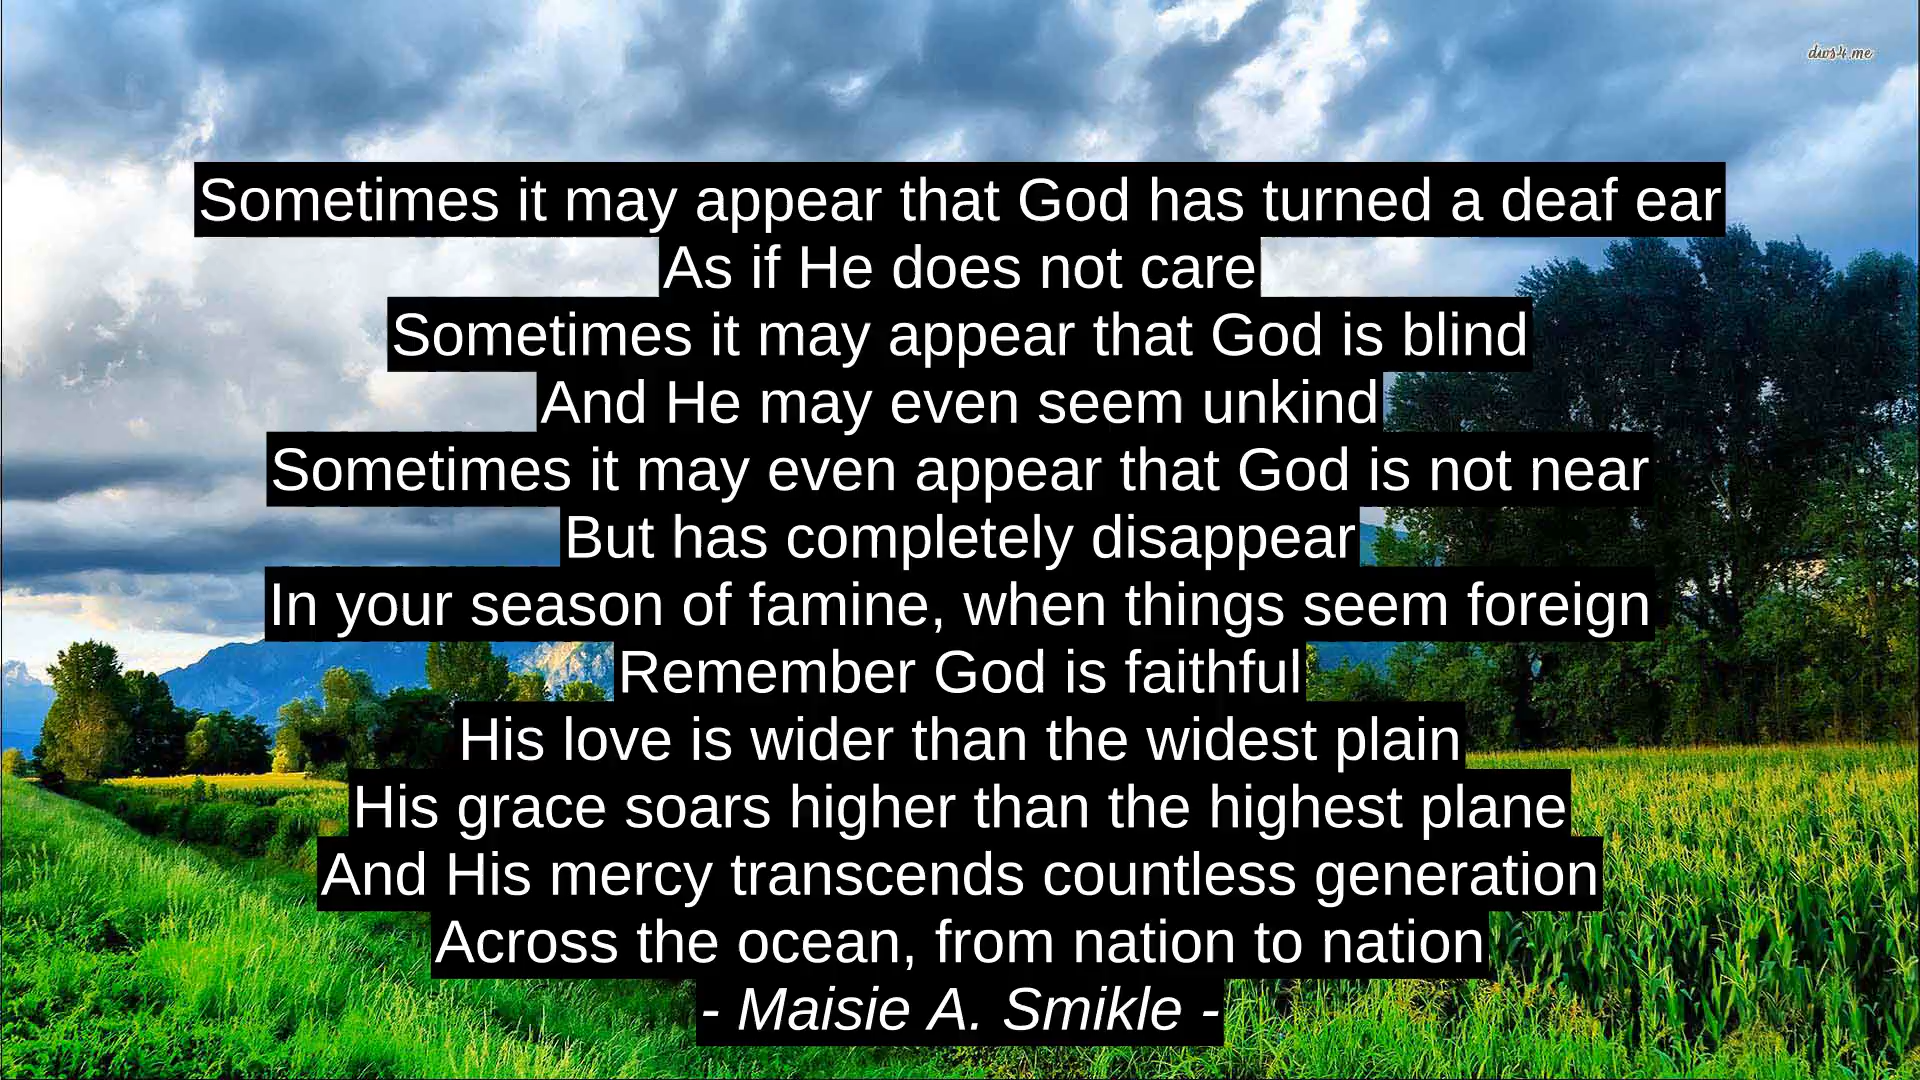 dws4.me
Sometimes it may appear that God has turned a deaf ear
As if He does not care
Sometimes it may appear that God is blind
And He may even seem unkind
Sometimes it may even appear that God is not near
But has completely disappear
In your season of famine, when things seem foreign
Remember God is faithful
His love is wider than the widest plain
His grace soars higher than the highest plane
And His mercy transcends countless generation
Across the ocean, from nation to nation
- Maisie A. Smikle -